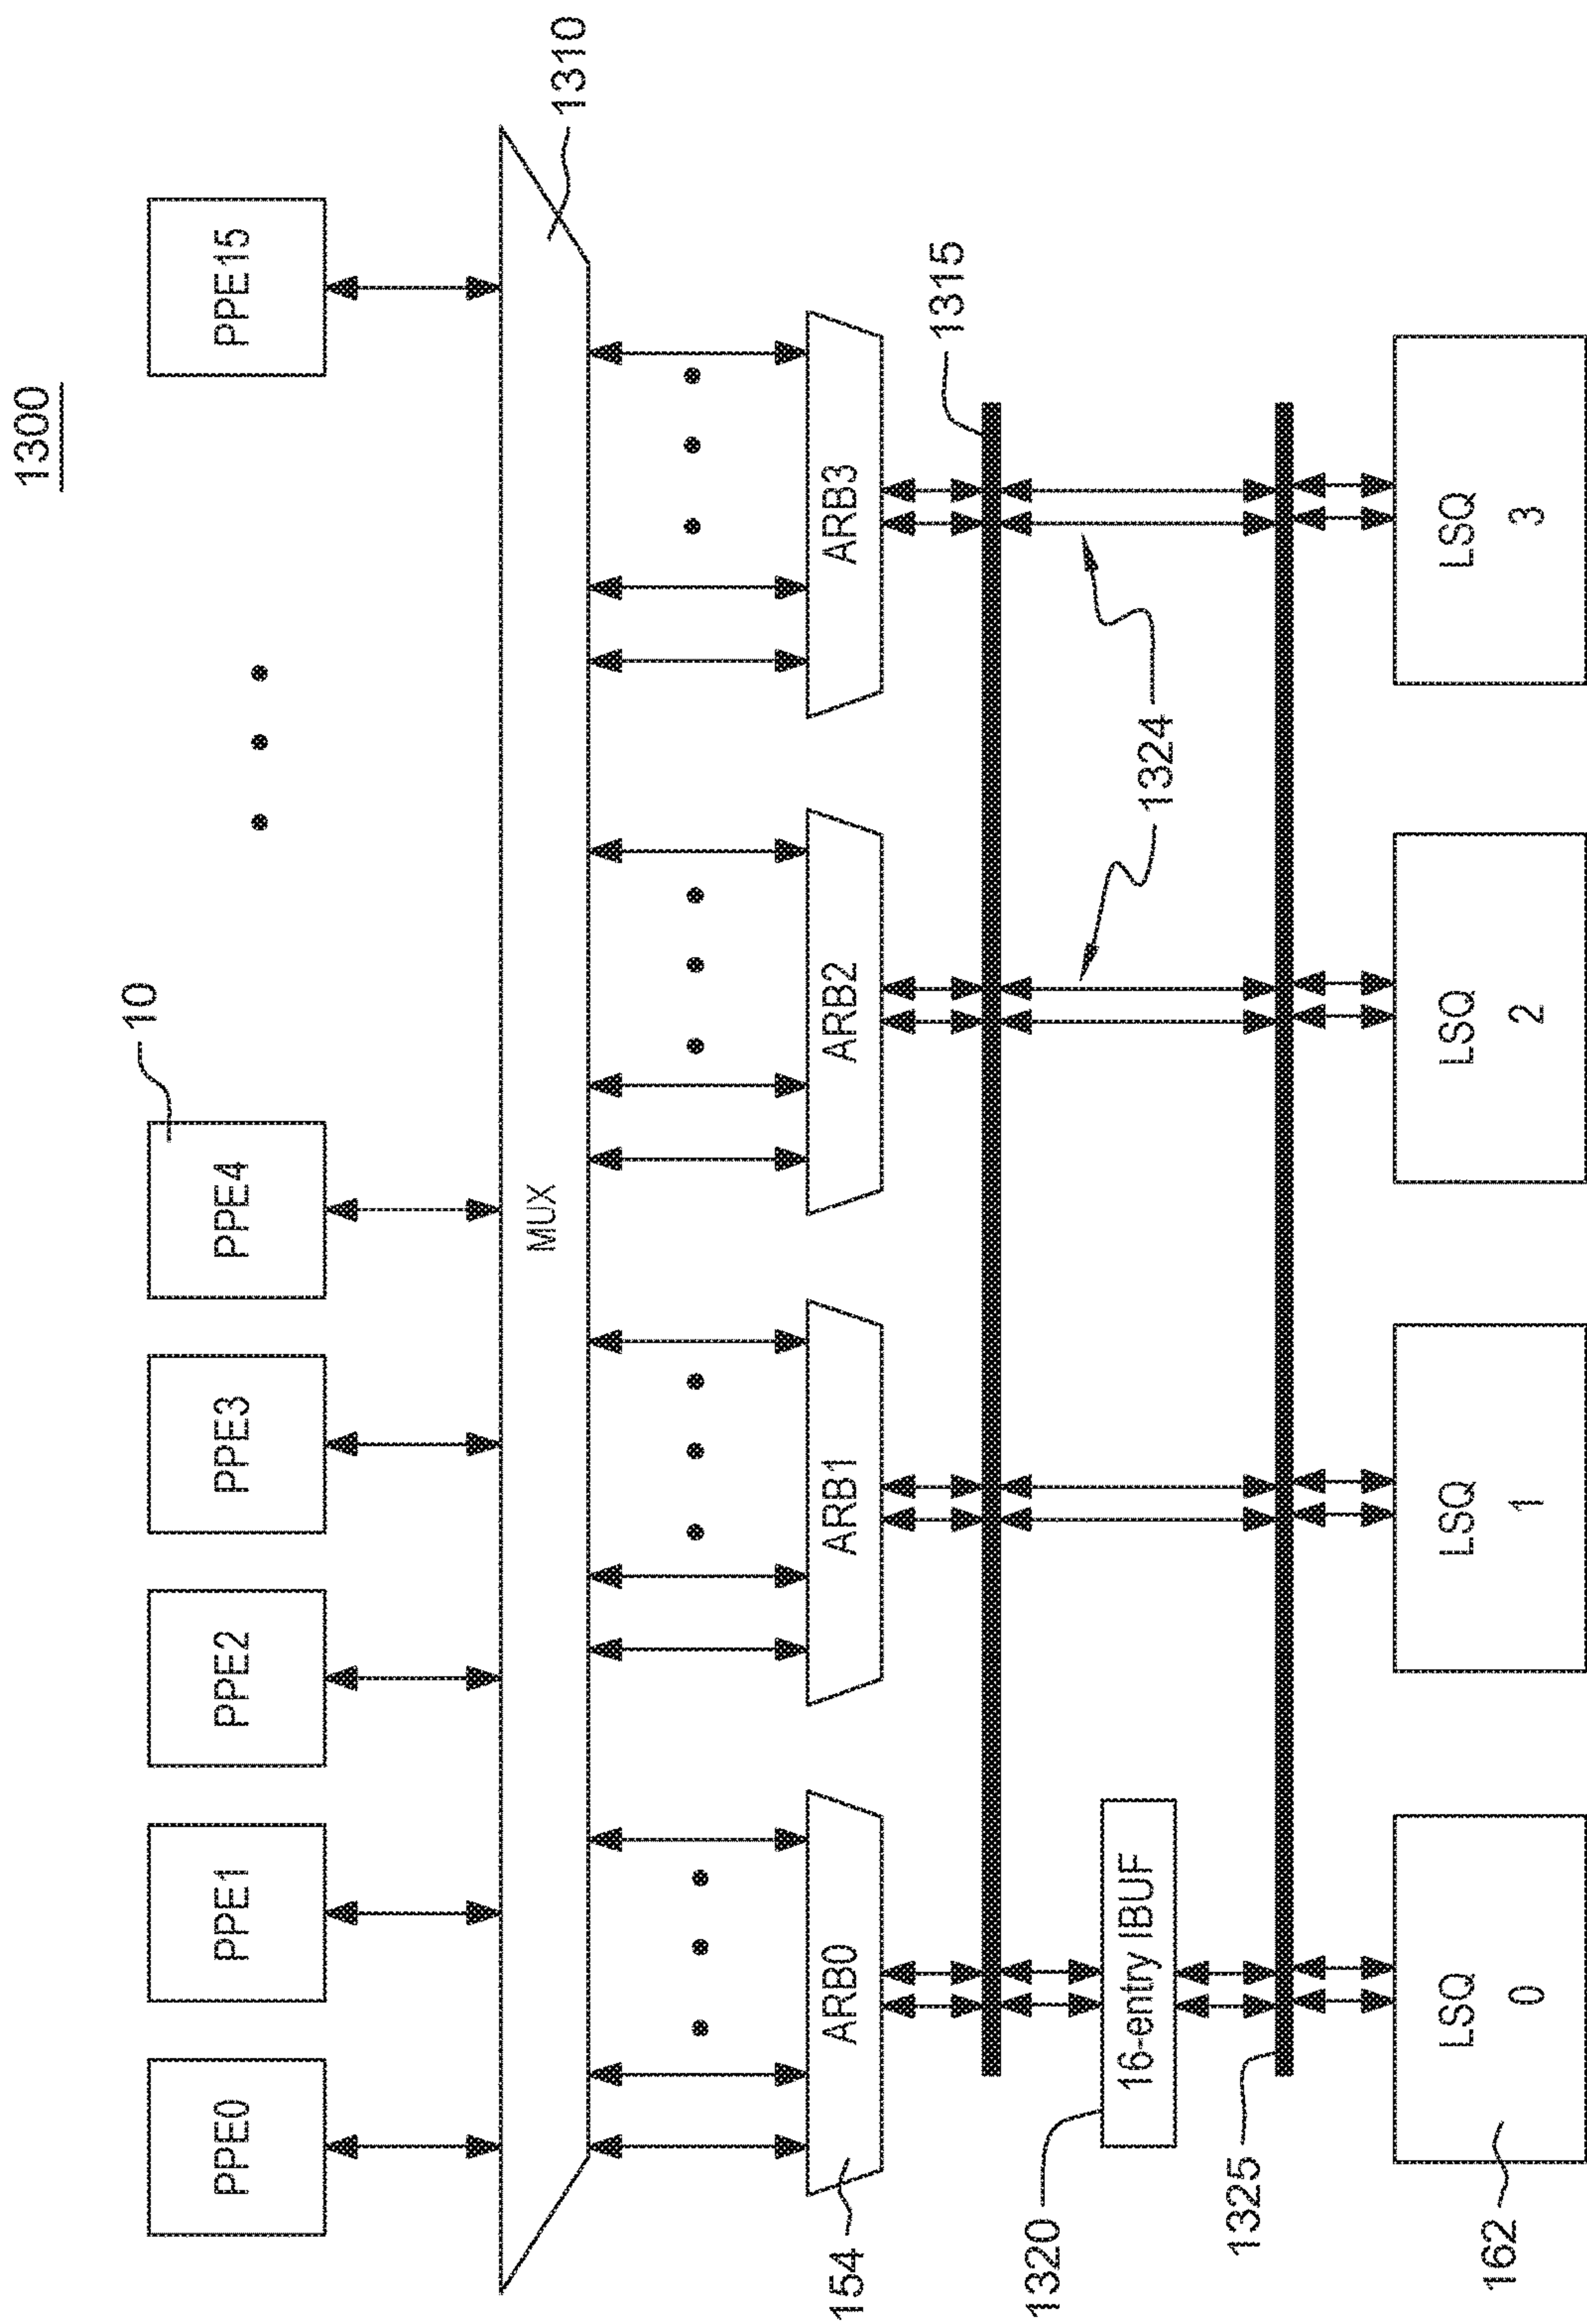 1300
PPE0
PPE1
PPE2
PPE3
PPE4
PPE15
10
MUX
1310
ARB0
ARB1
ARB2
ARB3
154
1315
1320
16-entry IBUF
1324
1325
LSQ
0
LSQ
1
LSQ
2
LSQ
3
162